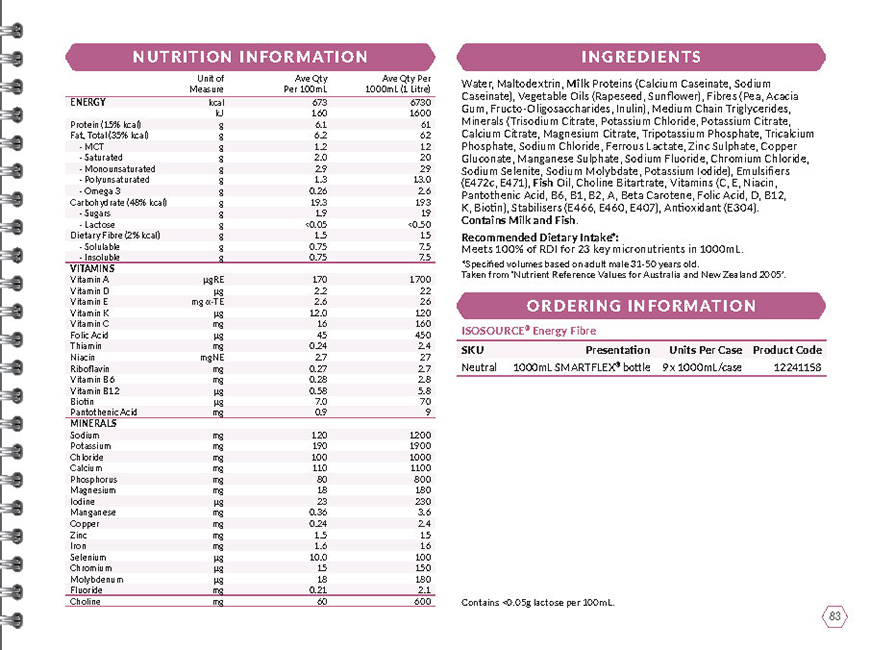 NUTRITION INFORMATION
Unit of Measure Ave Qty Per 100mL Ave Qty Per 1000mL (1 Litre)
ENERGY kcal 673 6730
kJ 160 1600
Protein (15% kcal) g 6.1 61
Fat, Total (35% kcal) g 6.2 62
- MCT g 1.2 12
- Saturated g 2.0 20
- Monounsaturated g 2.9 29
- Polyunsaturated g 1.3 13.0
- Omega 3 g 0.26 2.6
Carbohydrate (48% kcal) g 19.3 193
- Sugars g 1.9 19
- Lactose g <0.05 <0.50
Dietary Fibre (2% kcal) g 1.5 15
- Solulable g 0.75 7.5
- Insoluble g 0.75 7.5
VITAMINS
Vitamin A µgRE 170 1700
Vitamin D µg 2.2 22
Vitamin E mg α-TE 2.6 26
Vitamin K µg 12.0 120
Vitamin C mg 16 160
Folic Acid µg 45 450
Thiamin mg 0.24 2.4
Niacin mgNE 2.7 27
Riboflavin mg 0.27 2.7
Vitamin B6 mg 0.28 2.8
Vitamin B12 µg 0.58 5.8
Biotin µg 7.0 70
Pantothenic Acid mg 0.9 9
MINERALS
Sodium mg 120 1200
Potassium mg 190 1900
Chloride mg 100 1000
Calcium mg 110 1100
Phosphorus mg 80 800
Magnesium mg 18 180
Iodine µg 23 230
Manganese mg 0.36 3.6
Copper mg 0.24 2.4
Zinc mg 1.5 15
Iron mg 1.6 16
Selenium µg 10.0 100
Chromium µg 15 150
Molybdenum µg 18 180
Fluoride mg 0.21 2.1
Choline mg 60 600
INGREDIENTS
Water, Maltodextrin, Milk Proteins (Calcium Caseinate, Sodium
Caseinate), Vegetable Oils (Rapeseed, Sunflower), Fibres (Pea, Acacia
Gum, Fructo-Oligosaccharides, Inulin), Medium Chain Triglycerides,
Minerals (Trisodium Citrate, Potassium Chloride, Potassium Citrate,
Calcium Citrate, Magnesium Citrate, Tripotassium Phosphate, Tricalcium
Phosphate, Sodium Chloride, Ferrous Lactate, Zinc Sulphate, Copper
Gluconate, Manganese Sulphate, Sodium Fluoride, Chromium Chloride,
Sodium Selenite, Sodium Molybdate, Potassium Iodide), Emulsifiers
(E472c, E471), Fish Oil, Choline Bitartrate, Vitamins (C, E, Niacin,
Pantothenic Acid, B6, B1, B2, A, Beta Carotene, Folic Acid, D, B12,
K, Biotin), Stabilisers (E466, E460, E407), Antioxidant (E304).
Contains Milk and Fish.
Recommended Dietary Intake*:
Meets 100% of RDI for 23 key micronutrients in 1000mL.
*Specified volumes based on adult male 31-50 years old.
Taken from 'Nutrient Reference Values for Australia and New Zealand 2005'.
ORDERING INFORMATION
ISOSOURCE® Energy Fibre
SKU Presentation Units Per Case Product Code
Neutral 1000mL SMARTFLEX® bottle 9 x 1000mL/case 12241158
Contains <0.05g lactose per 100mL.
83